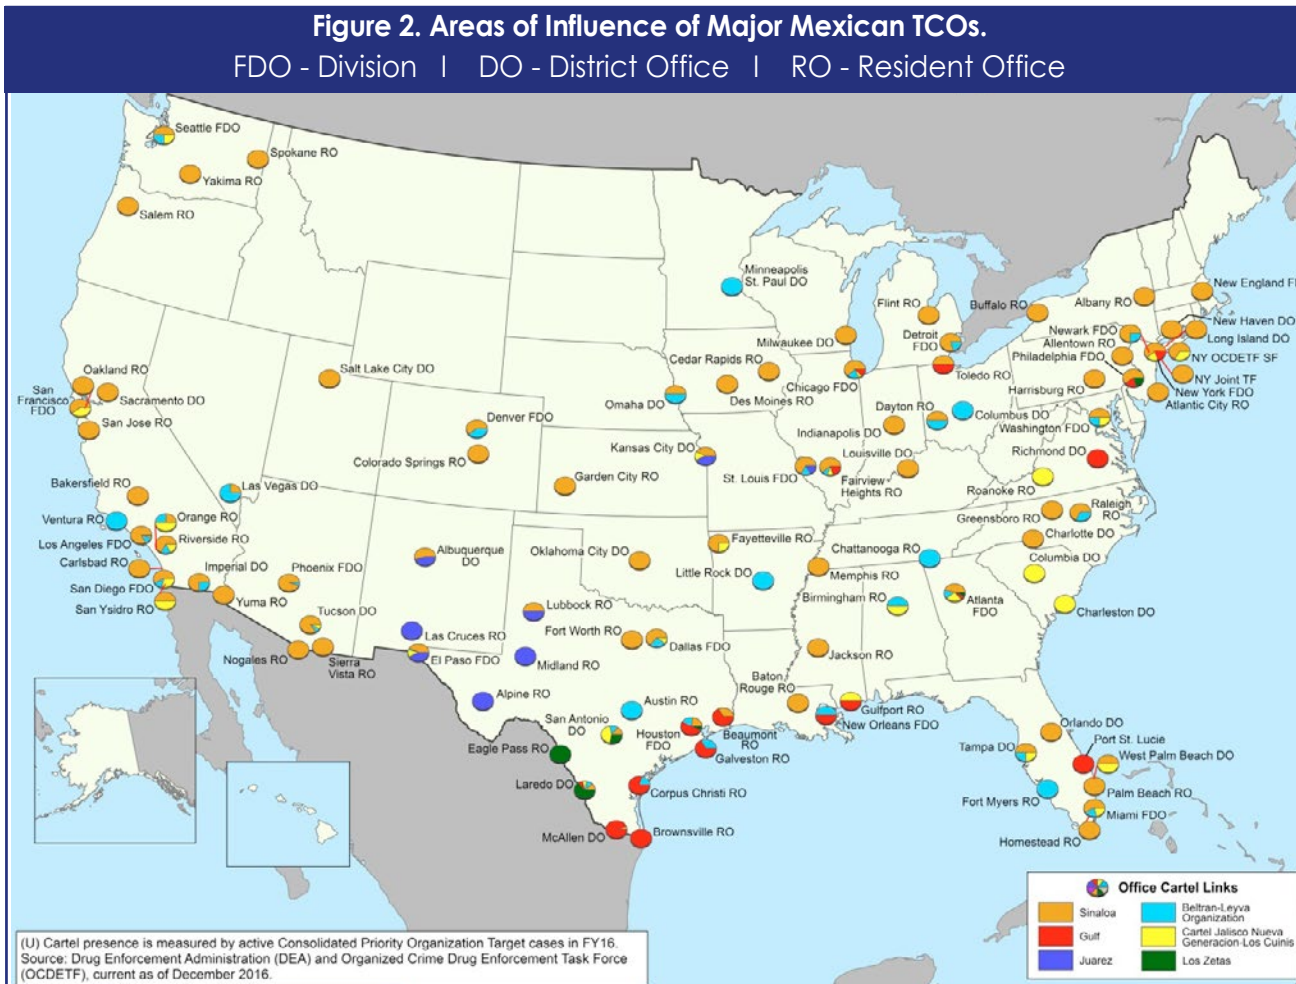 Figure 2. Areas of Influence of Major Mexican TCOs.
FDO - Division | DO - District Office | RO - Resident Office
Seattle FDO
Spokane RO
Yakima RO
Salem RO
Minneapolis
St. Paul DO
Flint RO
Buffalo RO
Albany RO
New England F
Milwaukee DO
Detroit
FDO
Newark FDO
New Haven DO
Allentown RO
Long Island DO
Philadelphia FDO
NY OCDETF SF
Oakland RO
San
Francisco
FDO
Sacramento DO
San Jose RO
Salt Lake City DO
Cedar Rapids RO
Des Moines RO
Chicago FDO
Toledo RO
Harrisburg RO
NY Joint TF
New York FDO
Atlantic City RO
Omaha DO
Denver FDO
Colorado Springs RO
Kansas City DO
Garden City RO
Dayton RO
Columbus DO
Washington FDO
Indianapolis DO
Richmond DO
St. Louis FDO
Louisville DO
Fairview
Heights RO
Roanoke RO
Bakersfield RO
Las Vegas DO
Ventura RO
Orange RO
Los Angeles FDO
Riverside RO
Carlsbad RO
Imperial DO
San Diego FDO
San Ysidro RO
Yuma RO
Phoenix FDO
Tucson DO
Nogales RO
Sierra
Vista RO
Albuquerque
DO
Oklahoma City DO
Fayetteville RO
Little Rock DO
Chattanooga RO
Memphis RO
Birmingham RO
Greensboro RO
Raleigh
RO
Charlotte DO
Columbia DO
Atlanta
FDO
Charleston DO
Lubbock RO
Las Cruces RO
El Paso FDO
Fort Worth RO
Dallas FDO
Midland RO
Alpine RO
Jackson RO
Baton
Rouge RO
Austin RO
San Antonio
DO
Houston
FDO
Beaumont
RO
Galveston RO
Gulfport RO
New Orleans FDO
Eagle Pass RO
Laredo DO
Corpus Christi RO
McAllen DO
Brownsville RO
Orlando DO
Tampa DO
Port St. Lucie
West Palm Beach DO
Fort Myers RO
Palm Beach RO
Miami FDO
Homestead RO
Office Cartel Links
Sinaloa
Beltran-Leyva
Organization
Gulf
Cartel Jalisco Nueva
Generacion-Los Cuinis
Juarez
Los Zetas
(U) Cartel presence is measured by active Consolidated Priority Organization Target cases in FY16.
Source: Drug Enforcement Administration (DEA) and Organized Crime Drug Enforcement Task Force
(OCDETF), current as of December 2016.